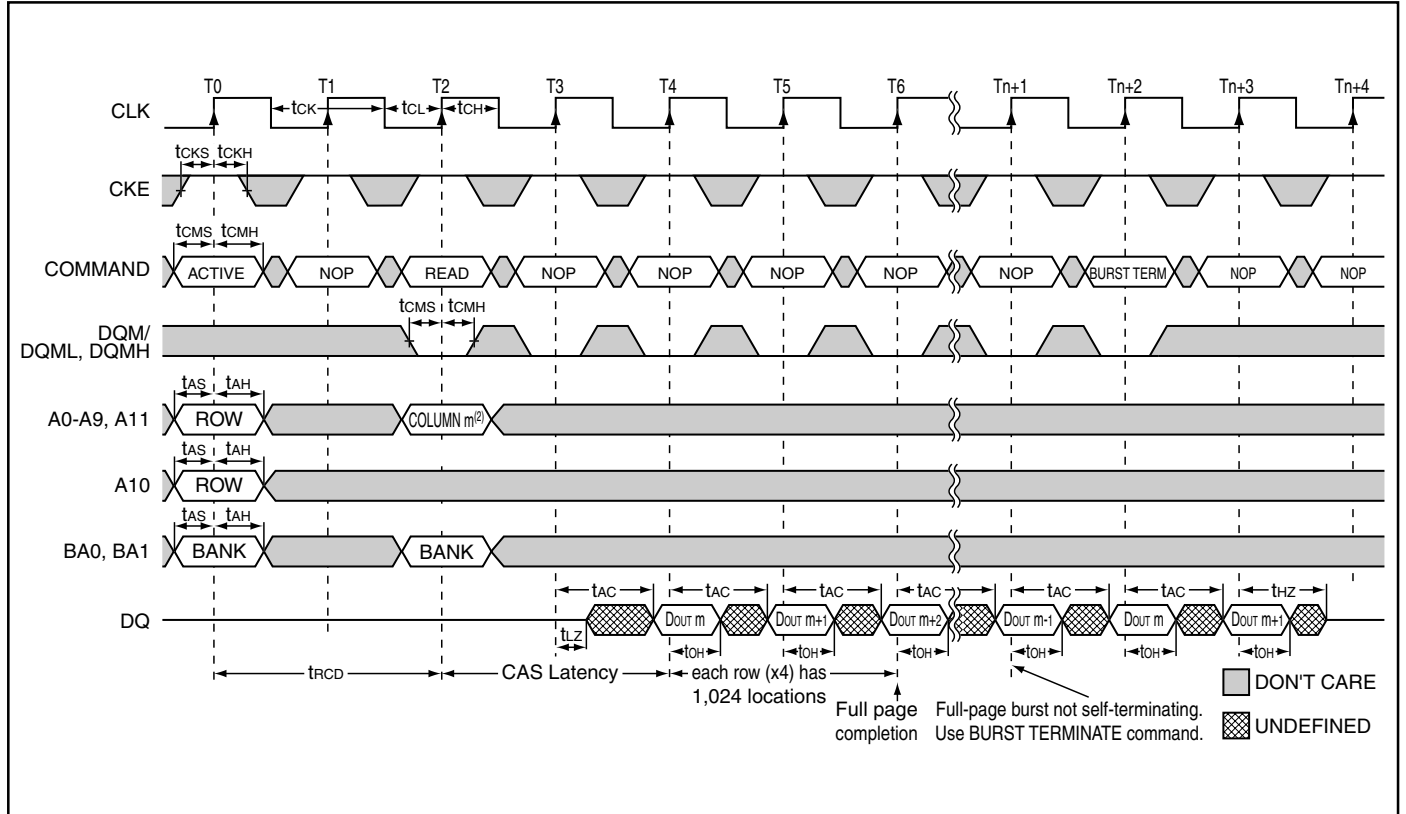 T0 T1 T2 T3 T4 T5 T6 Tn+1 Tn+2 Tn+3 Tn+4
CLK tCK tCL tCH
tCKS tCKH
CKE
tCMS tCMH
COMMAND ACTIVE NOP READ NOP NOP NOP NOP NOP BURST TERM NOP NOP
tCMS tCMH
DQM/
DQML, DQMH
tAS tAH
A0-A9, A11 ROW COLUMN m(2)
tAS tAH
A10 ROW
tAS tAH
BA0, BA1 BANK BANK
tAC tAC tAC tAC tAC tAC tHZ
DQ DOUT m DOUT m+1 DOUT m+2 DOUT m-1 DOUT m DOUT m+1
tLZ tOH tOH tOH tOH tOH tOH
tRCD CAS Latency each row (x4) has
1,024 locations
Full page
completion
Full-page burst not self-terminating.
Use BURST TERMINATE command.
DON'T CARE
UNDEFINED